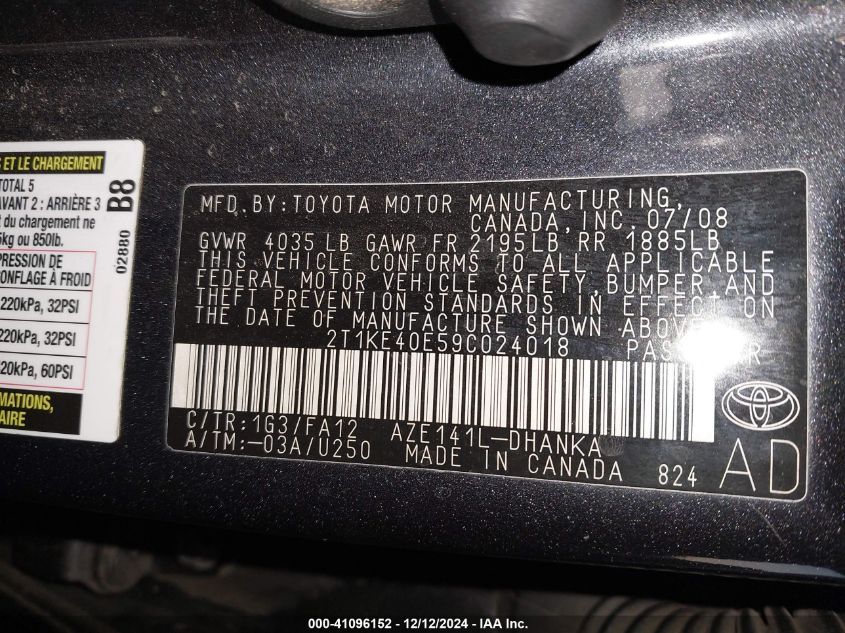 S ET LE CHARGEMENT
TOTAL 5
AVANT 2 : ARRIÈRE 3
t du chargement ne
5kg ou 850lb.
PRESSION DE
GONFLAGE À FROID
220kPa, 32PSI
220kPa, 32PSI
20kPa, 60PSI
MATIONS,
AIRE
B8
02880
MFD. BY: TOYOTA MOTOR MANUFACTURING,
CANADA, INC. 07/08
GVWR 4035 LB GAWR FR 2195LB RR 1885LB
THIS VEHICLE CONFORMS TO ALL APPLICABLE
FEDERAL MOTOR VEHICLE SAFETY, BUMPER AND
THEFT PREVENTION STANDARDS IN EFFECT ON
THE DATE OF MANUFACTURE SHOWN ABOVE.
2T1KE40E59C024018
C/TR: 1G3/FA12 AZE141L-DHANKA
A/TM:-03A/U250 MADE IN CANADA 824
AD
000-41096152 - 12/12/2024 - IAA Inc.